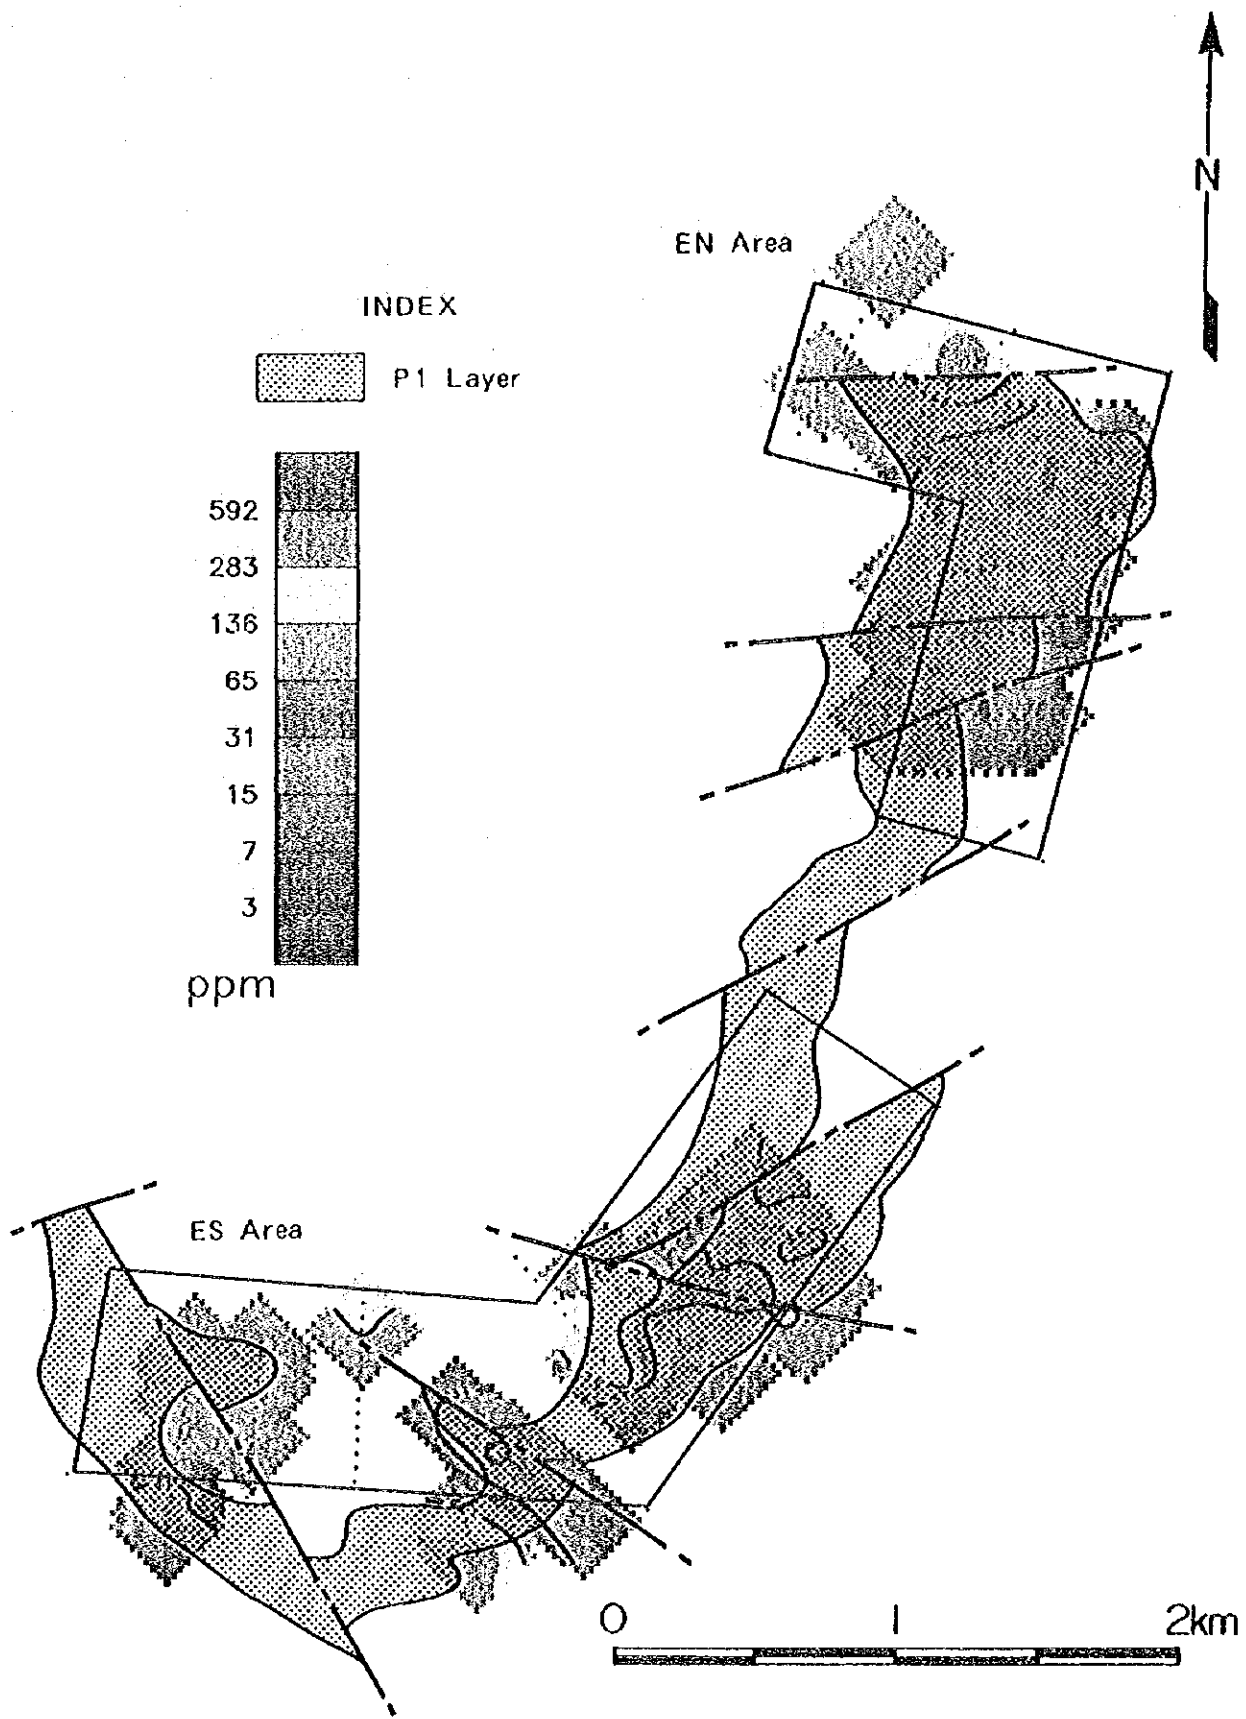 N
EN Area
INDEX
P1 Layer
592
283
136
65
31
15
7
3
ppm
ES Area
0 1 2km